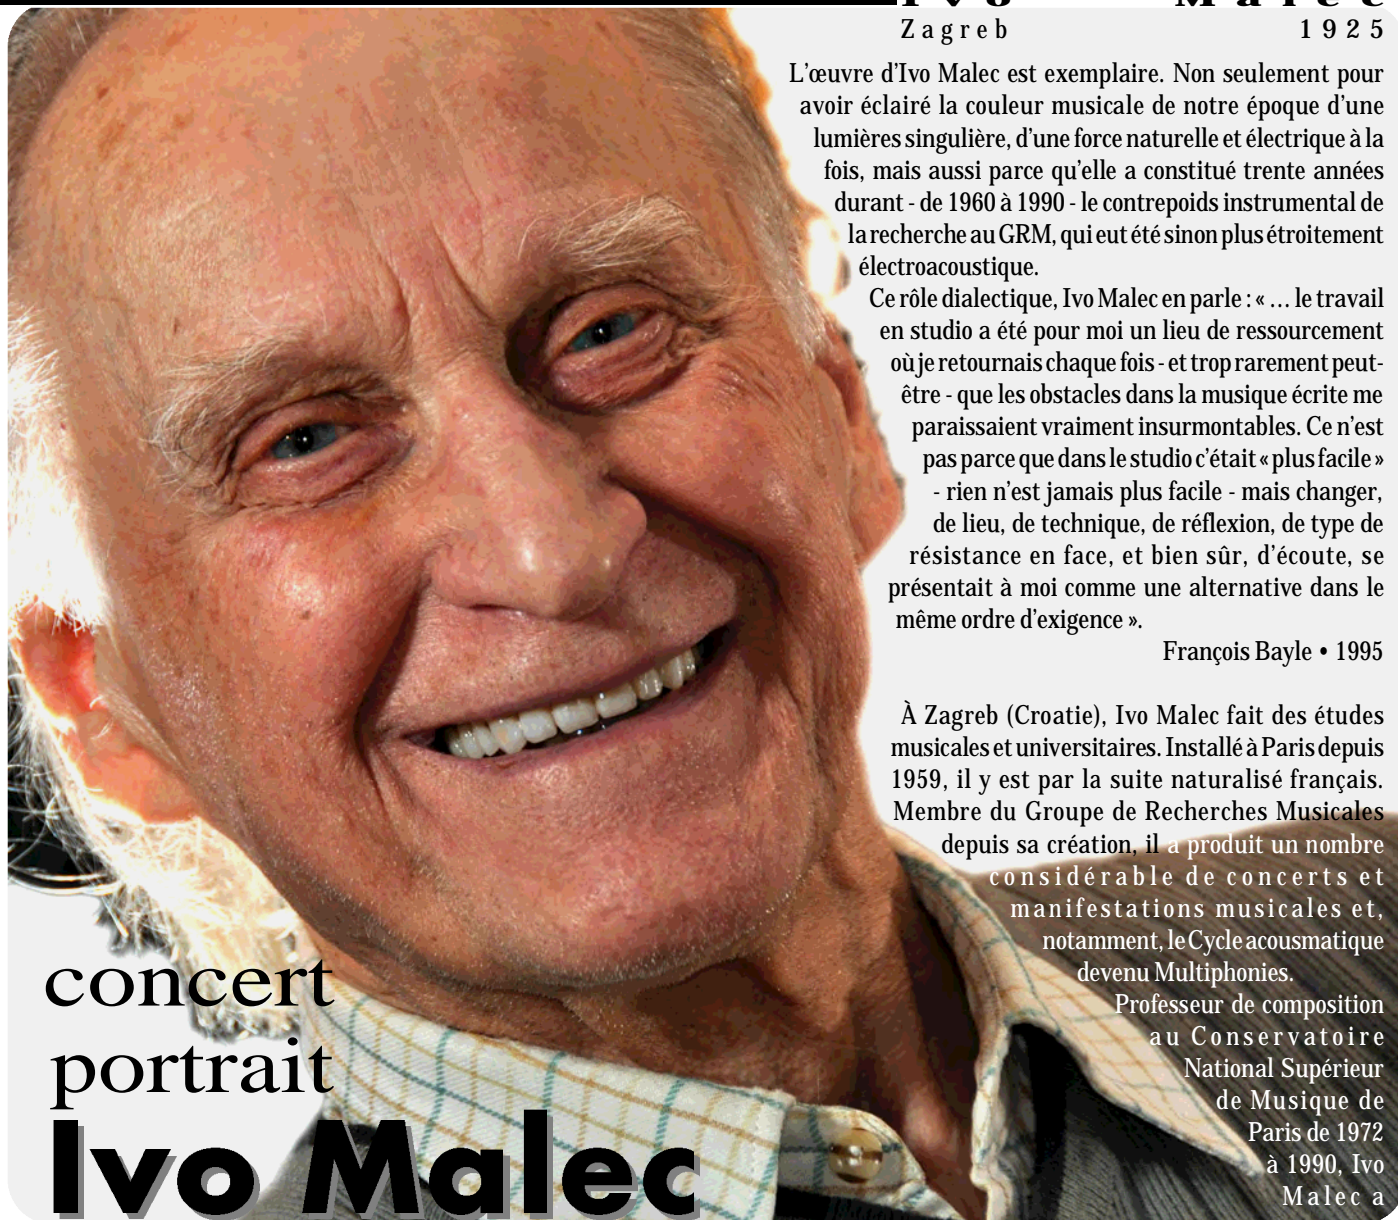 Ivo Malec
Zagreb 1925
L’œuvre d’Ivo Malec est exemplaire. Non seulement pour
avoir éclairé la couleur musicale de notre époque d’une
lumières singulière, d’une force naturelle et électrique à la
fois, mais aussi parce qu’elle a constitué trente années
durant - de 1960 à 1990 - le contrepoids instrumental de
la recherche au GRM, qui eut été sinon plus étroitement
électroacoustique.
Ce rôle dialectique, Ivo Malec en parle : « … le travail
en studio a été pour moi un lieu de ressourcement
où je retournais chaque fois - et trop rarement peut-
être - que les obstacles dans la musique écrite me
paraissaient vraiment insurmontables. Ce n’est
pas parce que dans le studio c’était « plus facile »
- rien n’est jamais plus facile - mais changer,
de lieu, de technique, de réflexion, de type de
résistance en face, et bien sûr, d’écoute, se
présentait à moi comme une alternative dans le
même ordre d’exigence ».
François Bayle • 1995
À Zagreb (Croatie), Ivo Malec fait des études
musicales et universitaires. Installé à Paris depuis
1959, il y est par la suite naturalisé français.
Membre du Groupe de Recherches Musicales
depuis sa création, il a produit un nombre
considérable de concerts et
manifestations musicales et,
notamment, le Cycle acousmatique
devenu Multiphonies.
Professeur de composition
au Conservatoire
National Supérieur
de Musique de
Paris de 1972
à 1990, Ivo
Malec a
concert
portrait
Ivo Malec